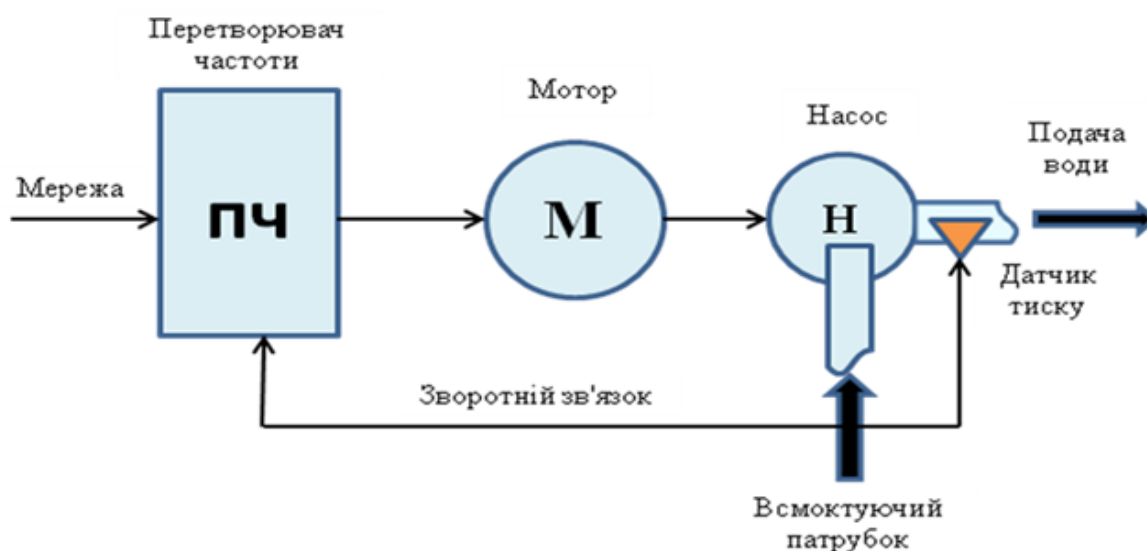 Перетворювач
частоти
Мотор
Насос
Подача
води
Мережа
ПЧ
М
Н
Датчик
тиску
Зворотній зв'язок
Всмоктуючий
патрубок